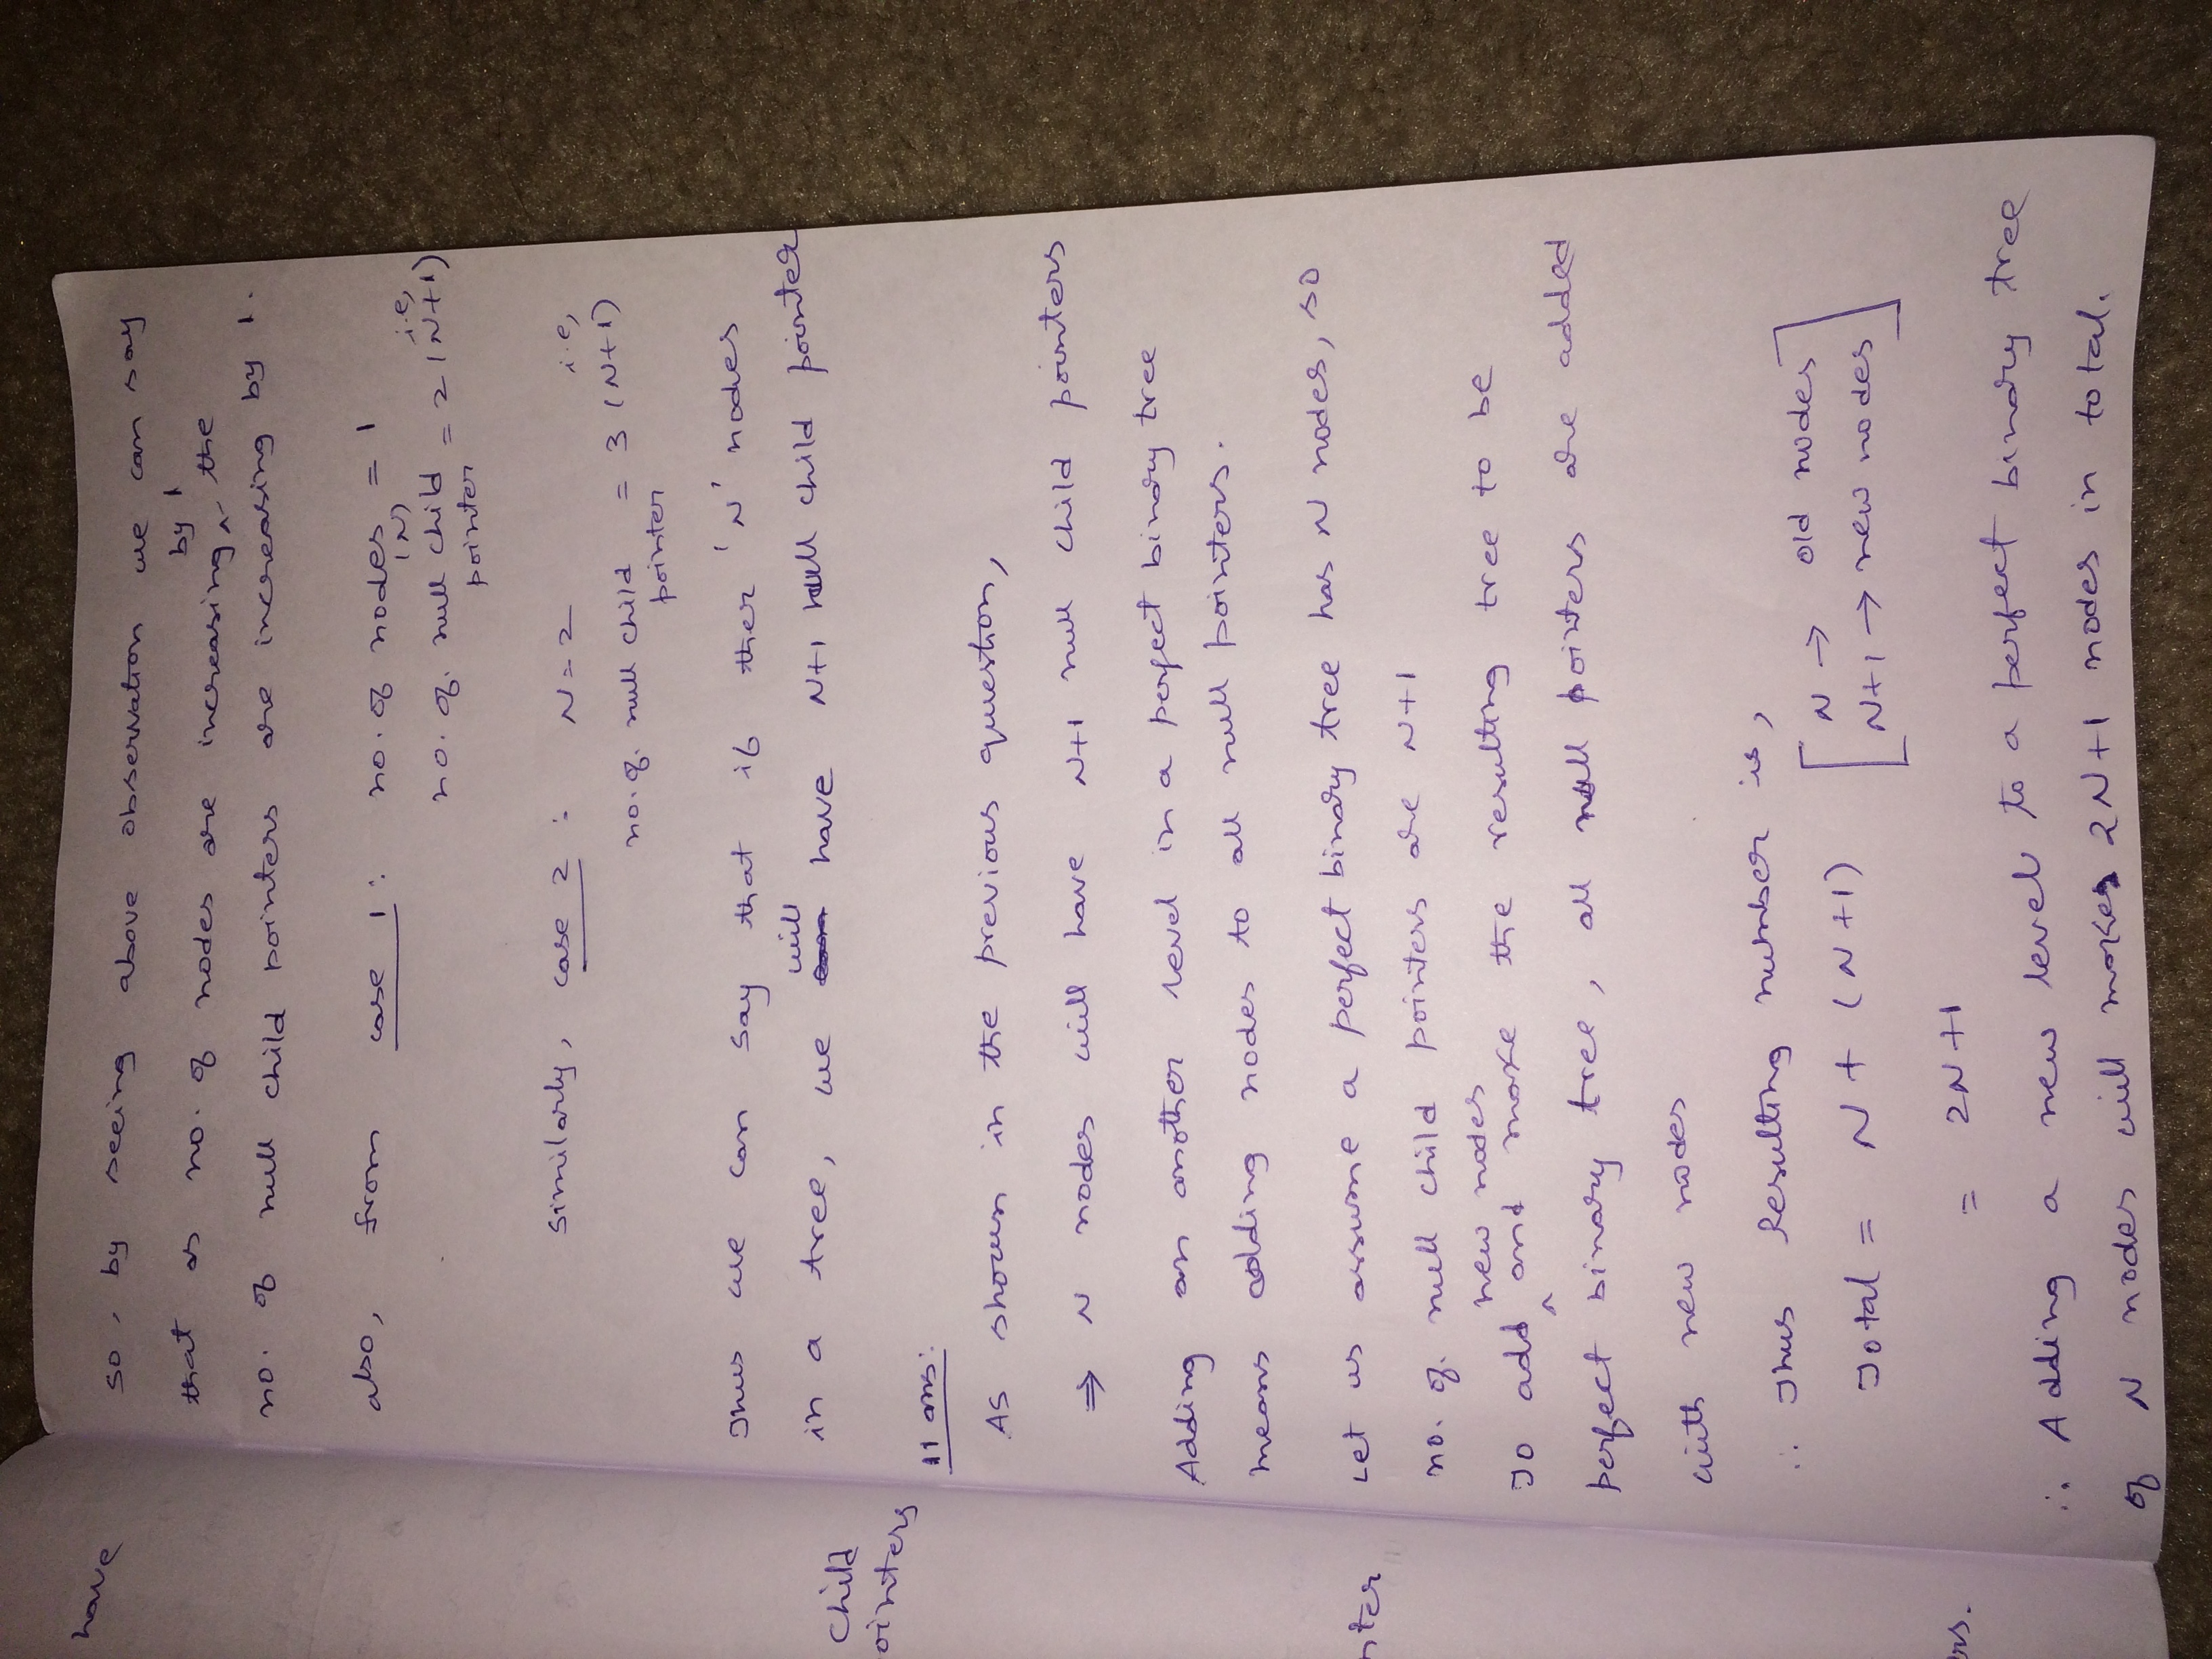 have
child
ointers
nter
ers.
so, by seeing above observation we can say
that as no. of nodes are increasing by 1 the
no. of null child pointers are increasing by 1.
also, from case 1: no. of nodes = 1
(N)
no. of. null child pointer = 2 i.e, (N+1)
Similarly, case 2 : N=2
no. of. null child pointer = 3 i.e, (N+1)
Thus we can say that if ther 'N' nodes
in a tree, we will have N+1 null child pointer
11 ans:
As shown in the previous question,
⇒ N nodes will have N+1 null child pointers
Adding an another level in a perfect binary tree
means adding nodes to all null pointers.
Let us assume a perfect binary tree has N nodes, so
no. of. null child pointers are N+1
To add new nodes and make the resulting tree to be
perfect binary tree, all null pointers are added
with new nodes
∴ Thus Resulting number is,
Total = N + (N+1) [N → old nodes
N+1 → new nodes]
= 2N+1
∴ Adding a new level to a perfect binary tree
of N nodes will makes 2N+1 nodes in total.